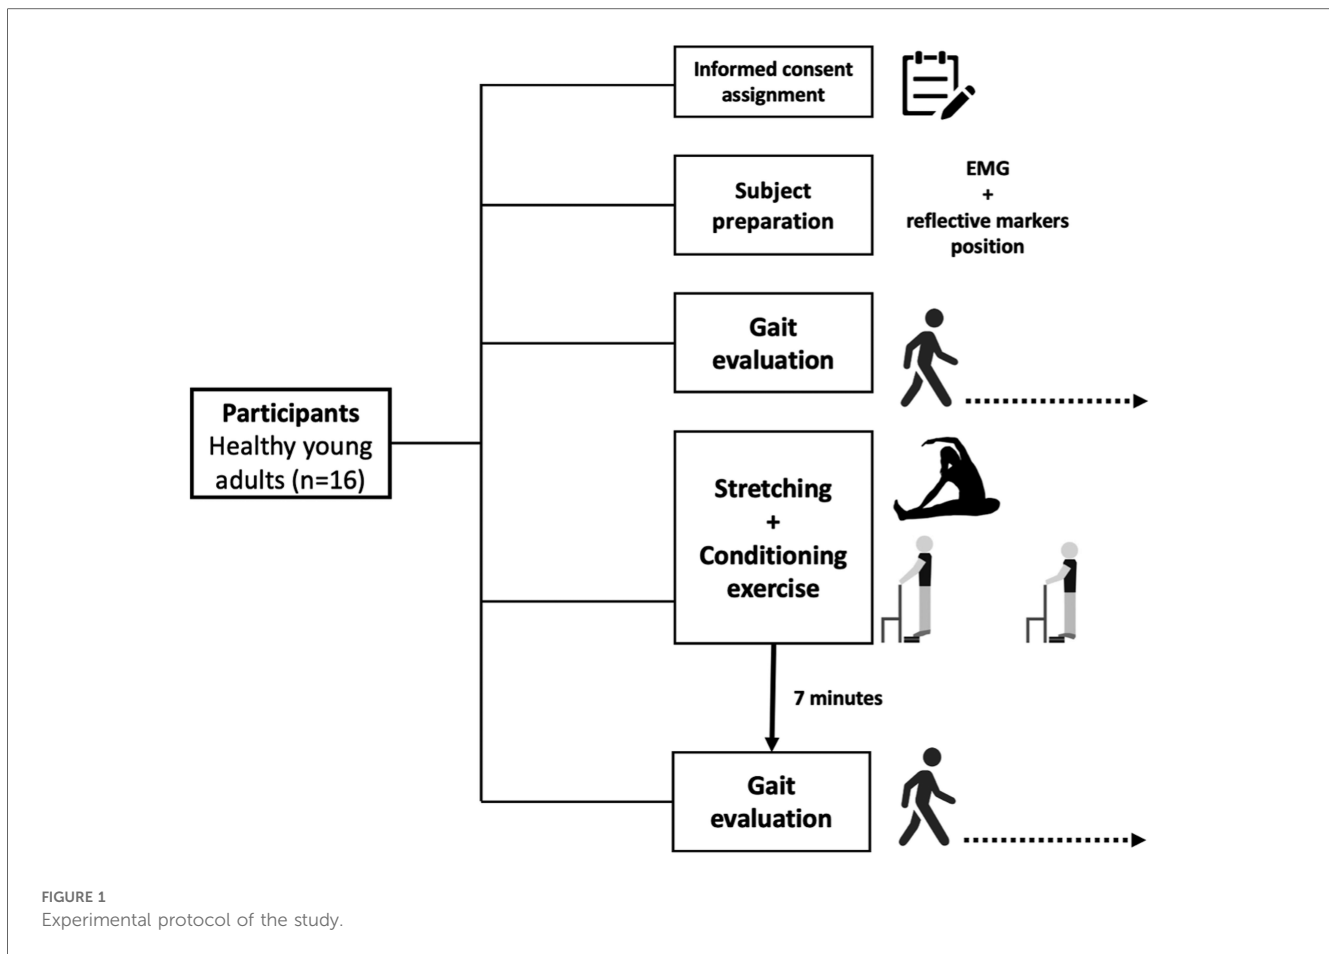 Informed consent
assignment
Subject
preparation
EMG
+
reflective markers
position
Gait
evaluation
Participants
Healthy young
adults (n=16)
Stretching
+
Conditioning
exercise
7 minutes
Gait
evaluation
FIGURE 1
Experimental protocol of the study.